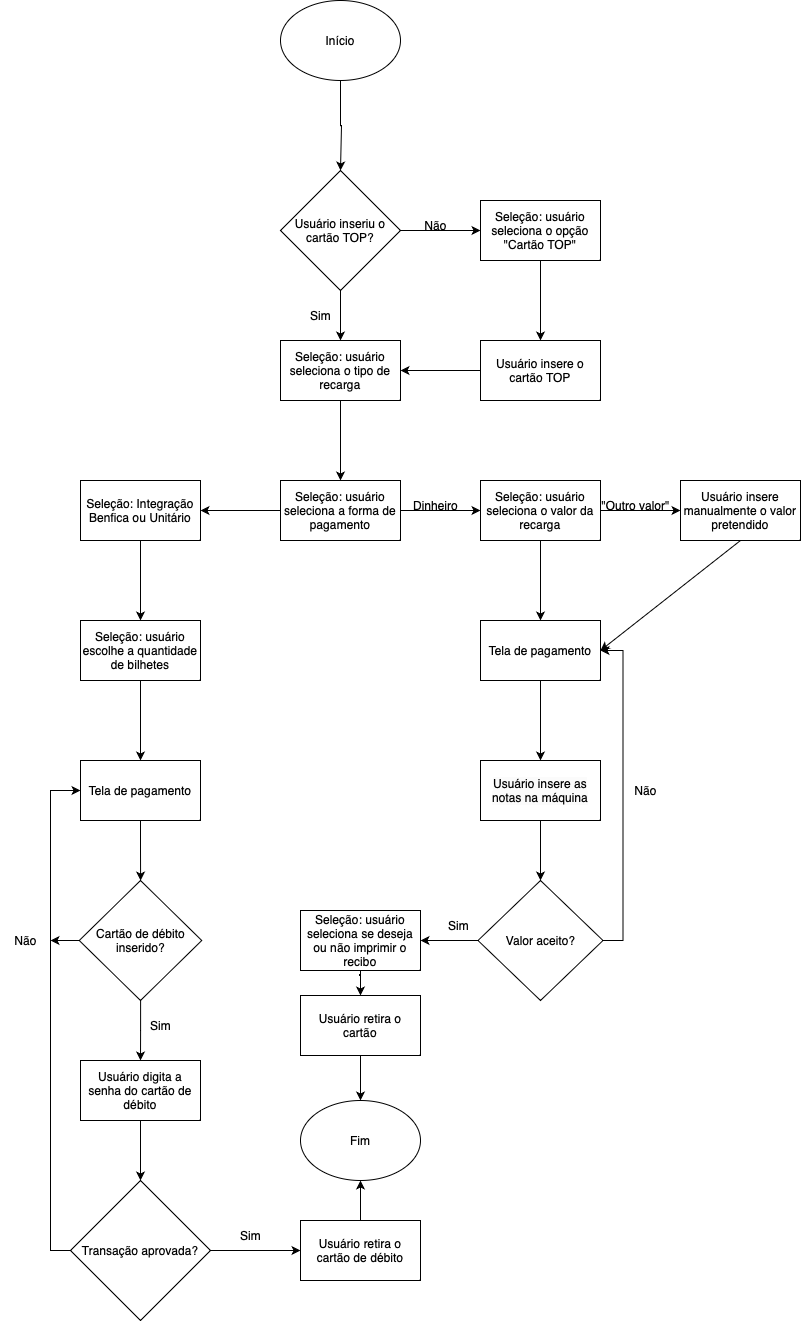 Início
Usuário inseriu o
cartão TOP?
Não
Seleção: usuário
seleciona o opção
"Cartão TOP"
Sim
Seleção: usuário
seleciona o tipo de
recarga
Usuário insere o
cartão TOP
Seleção: Integração
Benfica ou Unitário
Seleção: usuário
seleciona a forma de
pagamento
Dinheiro
Seleção: usuário
seleciona o valor da
recarga
"Outro valor"
Usuário insere
manualmente o valor
pretendido
Seleção: usuário
escolhe a quantidade
de bilhetes
Tela de pagamento
Tela de pagamento
Usuário insere as
notas na máquina
Não
Cartão de débito
inserido?
Não
Seleção: usuário
seleciona se deseja
ou não imprimir o
recibo
Sim
Valor aceito?
Sim
Usuário retira o
cartão
Usuário digita a
senha do cartão de
débito
Fim
Transação aprovada?
Sim
Usuário retira o
cartão de débito